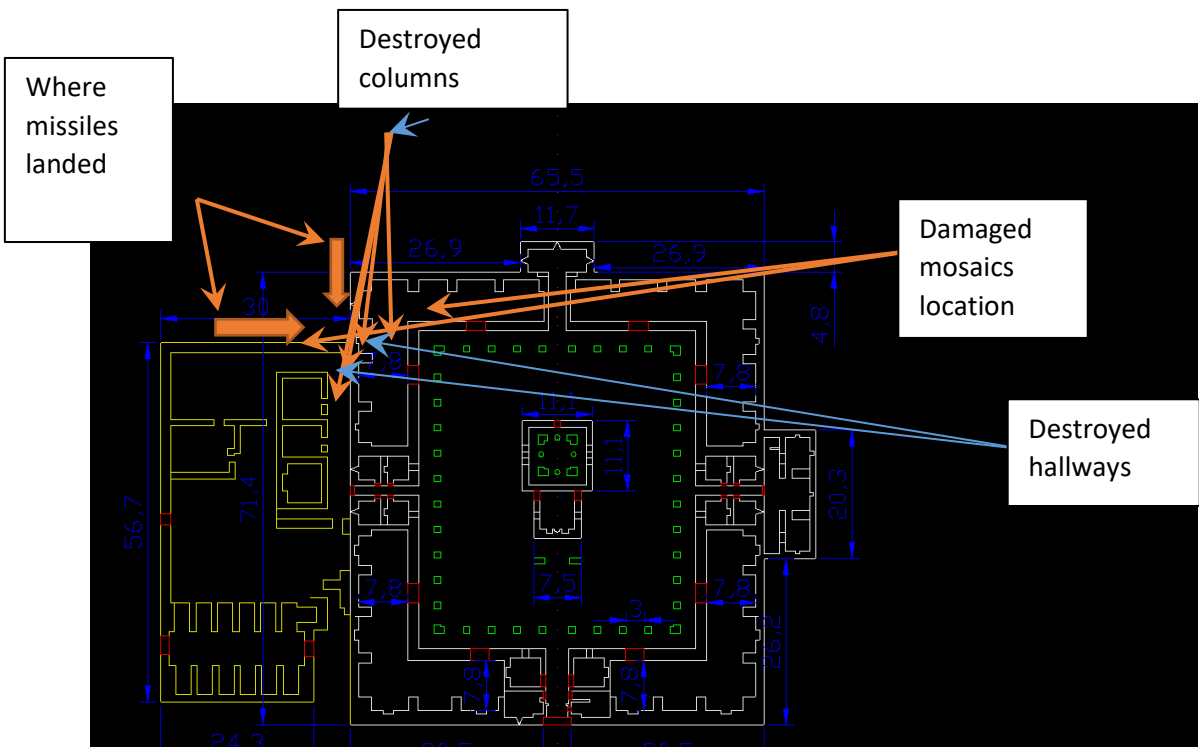 Destroyed
columns
Where
missiles
landed
65,5
11,7
26,9
26,9
Damaged
mosaics
location
30
4,8
7,8
7,8
11,1
11,1
Destroyed
hallways
71,4
56,7
20,3
7,8
7,5
7,8
3
26,2
7,8
7,8
24,3